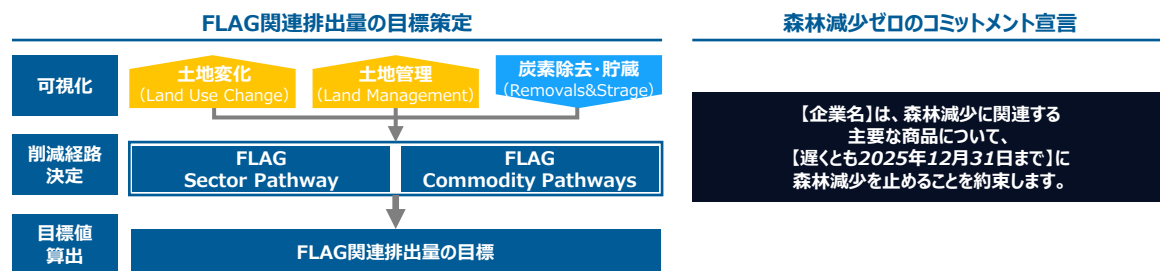 FLAG関連排出量の目標策定
可視化
土地変化
(Land Use Change)
土地管理
(Land Management)
炭素除去・貯蔵
(Removals&Strage)
削減経路
決定
FLAG
Sector Pathway
FLAG
Commodity Pathways
目標値
算出
FLAG関連排出量の目標
森林減少ゼロのコミットメント宣言
【企業名】は、森林減少に関連する
主要な商品について、
【遅くとも2025年12月31日まで】に
森林減少を止めることを約束します。